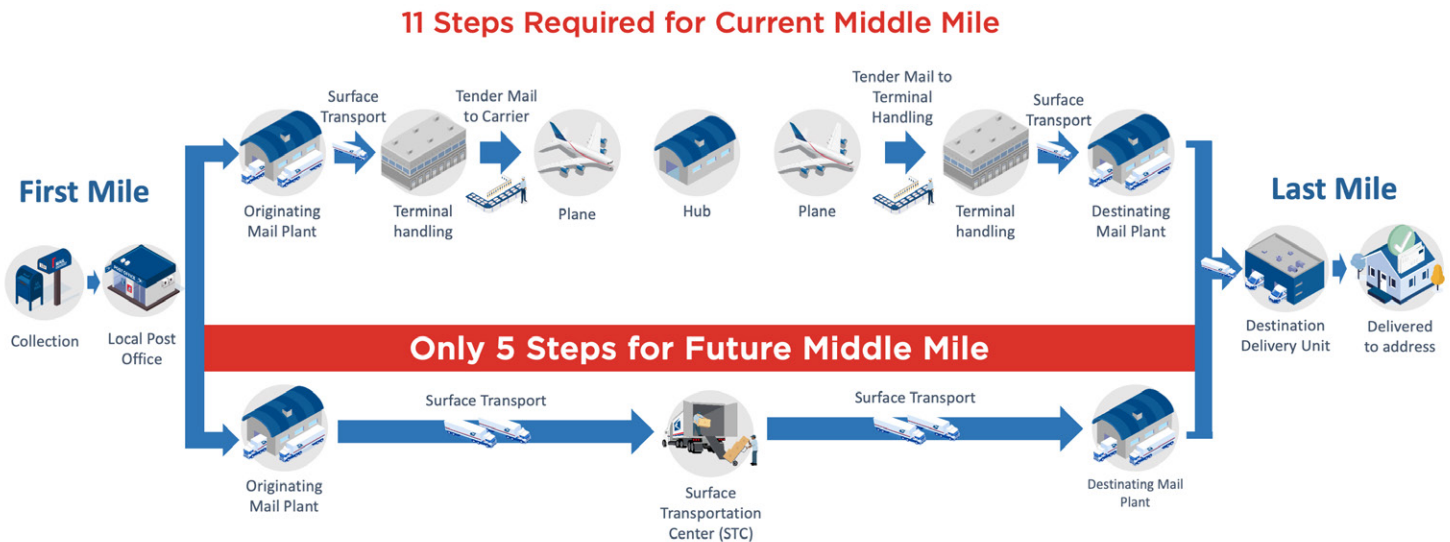 11 Steps Required for Current Middle Mile
Surface
Transport
Tender Mail
to Carrier
Tender Mail to
Terminal
Handling
Surface
Transport
Originating
Mail Plant
Terminal
handling
Plane
Hub
Plane
Terminal
handling
Destinating
Mail Plant
First Mile
Collection
Local Post
Office
Last Mile
Destination
Delivery Unit
Delivered
to address
Only 5 Steps for Future Middle Mile
Surface Transport
Surface Transport
Originating
Mail Plant
Surface
Transportation
Center (STC)
Destinating Mail
Plant